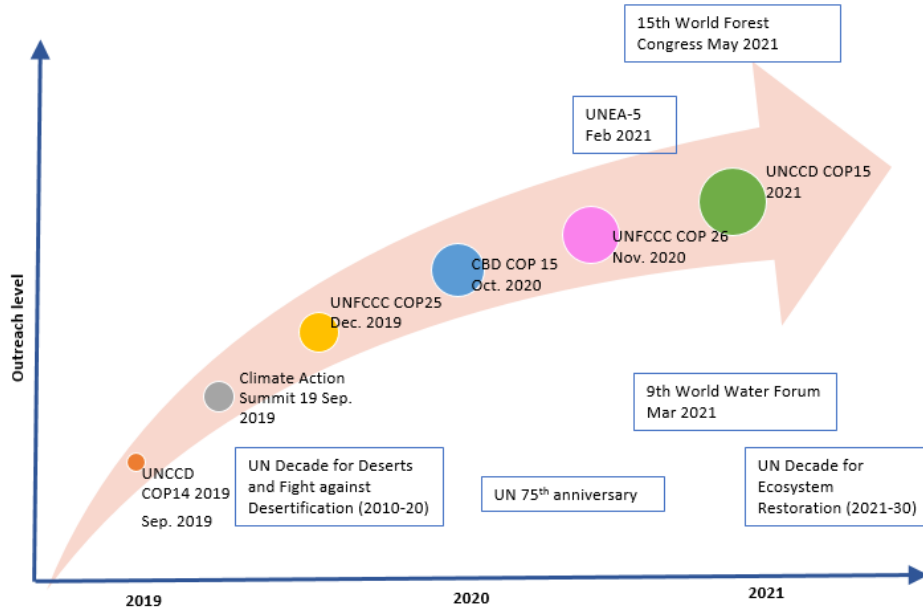 15th World Forest
Congress May 2021
UNEA-5
Feb 2021
UNCCD COP15
2021
UNFCCC COP 26
Nov. 2020
CBD COP 15
Oct. 2020
UNFCCC COP25
Dec. 2019
Climate Action
Summit 19 Sep.
2019
UNCCD
COP14 2019
Sep. 2019
9th World Water Forum
Mar 2021
UN Decade for Deserts
and Fight against
Desertification (2010-20)
UN 75th anniversary
UN Decade for
Ecosystem
Restoration (2021-30)
Outreach level
2019
2020
2021